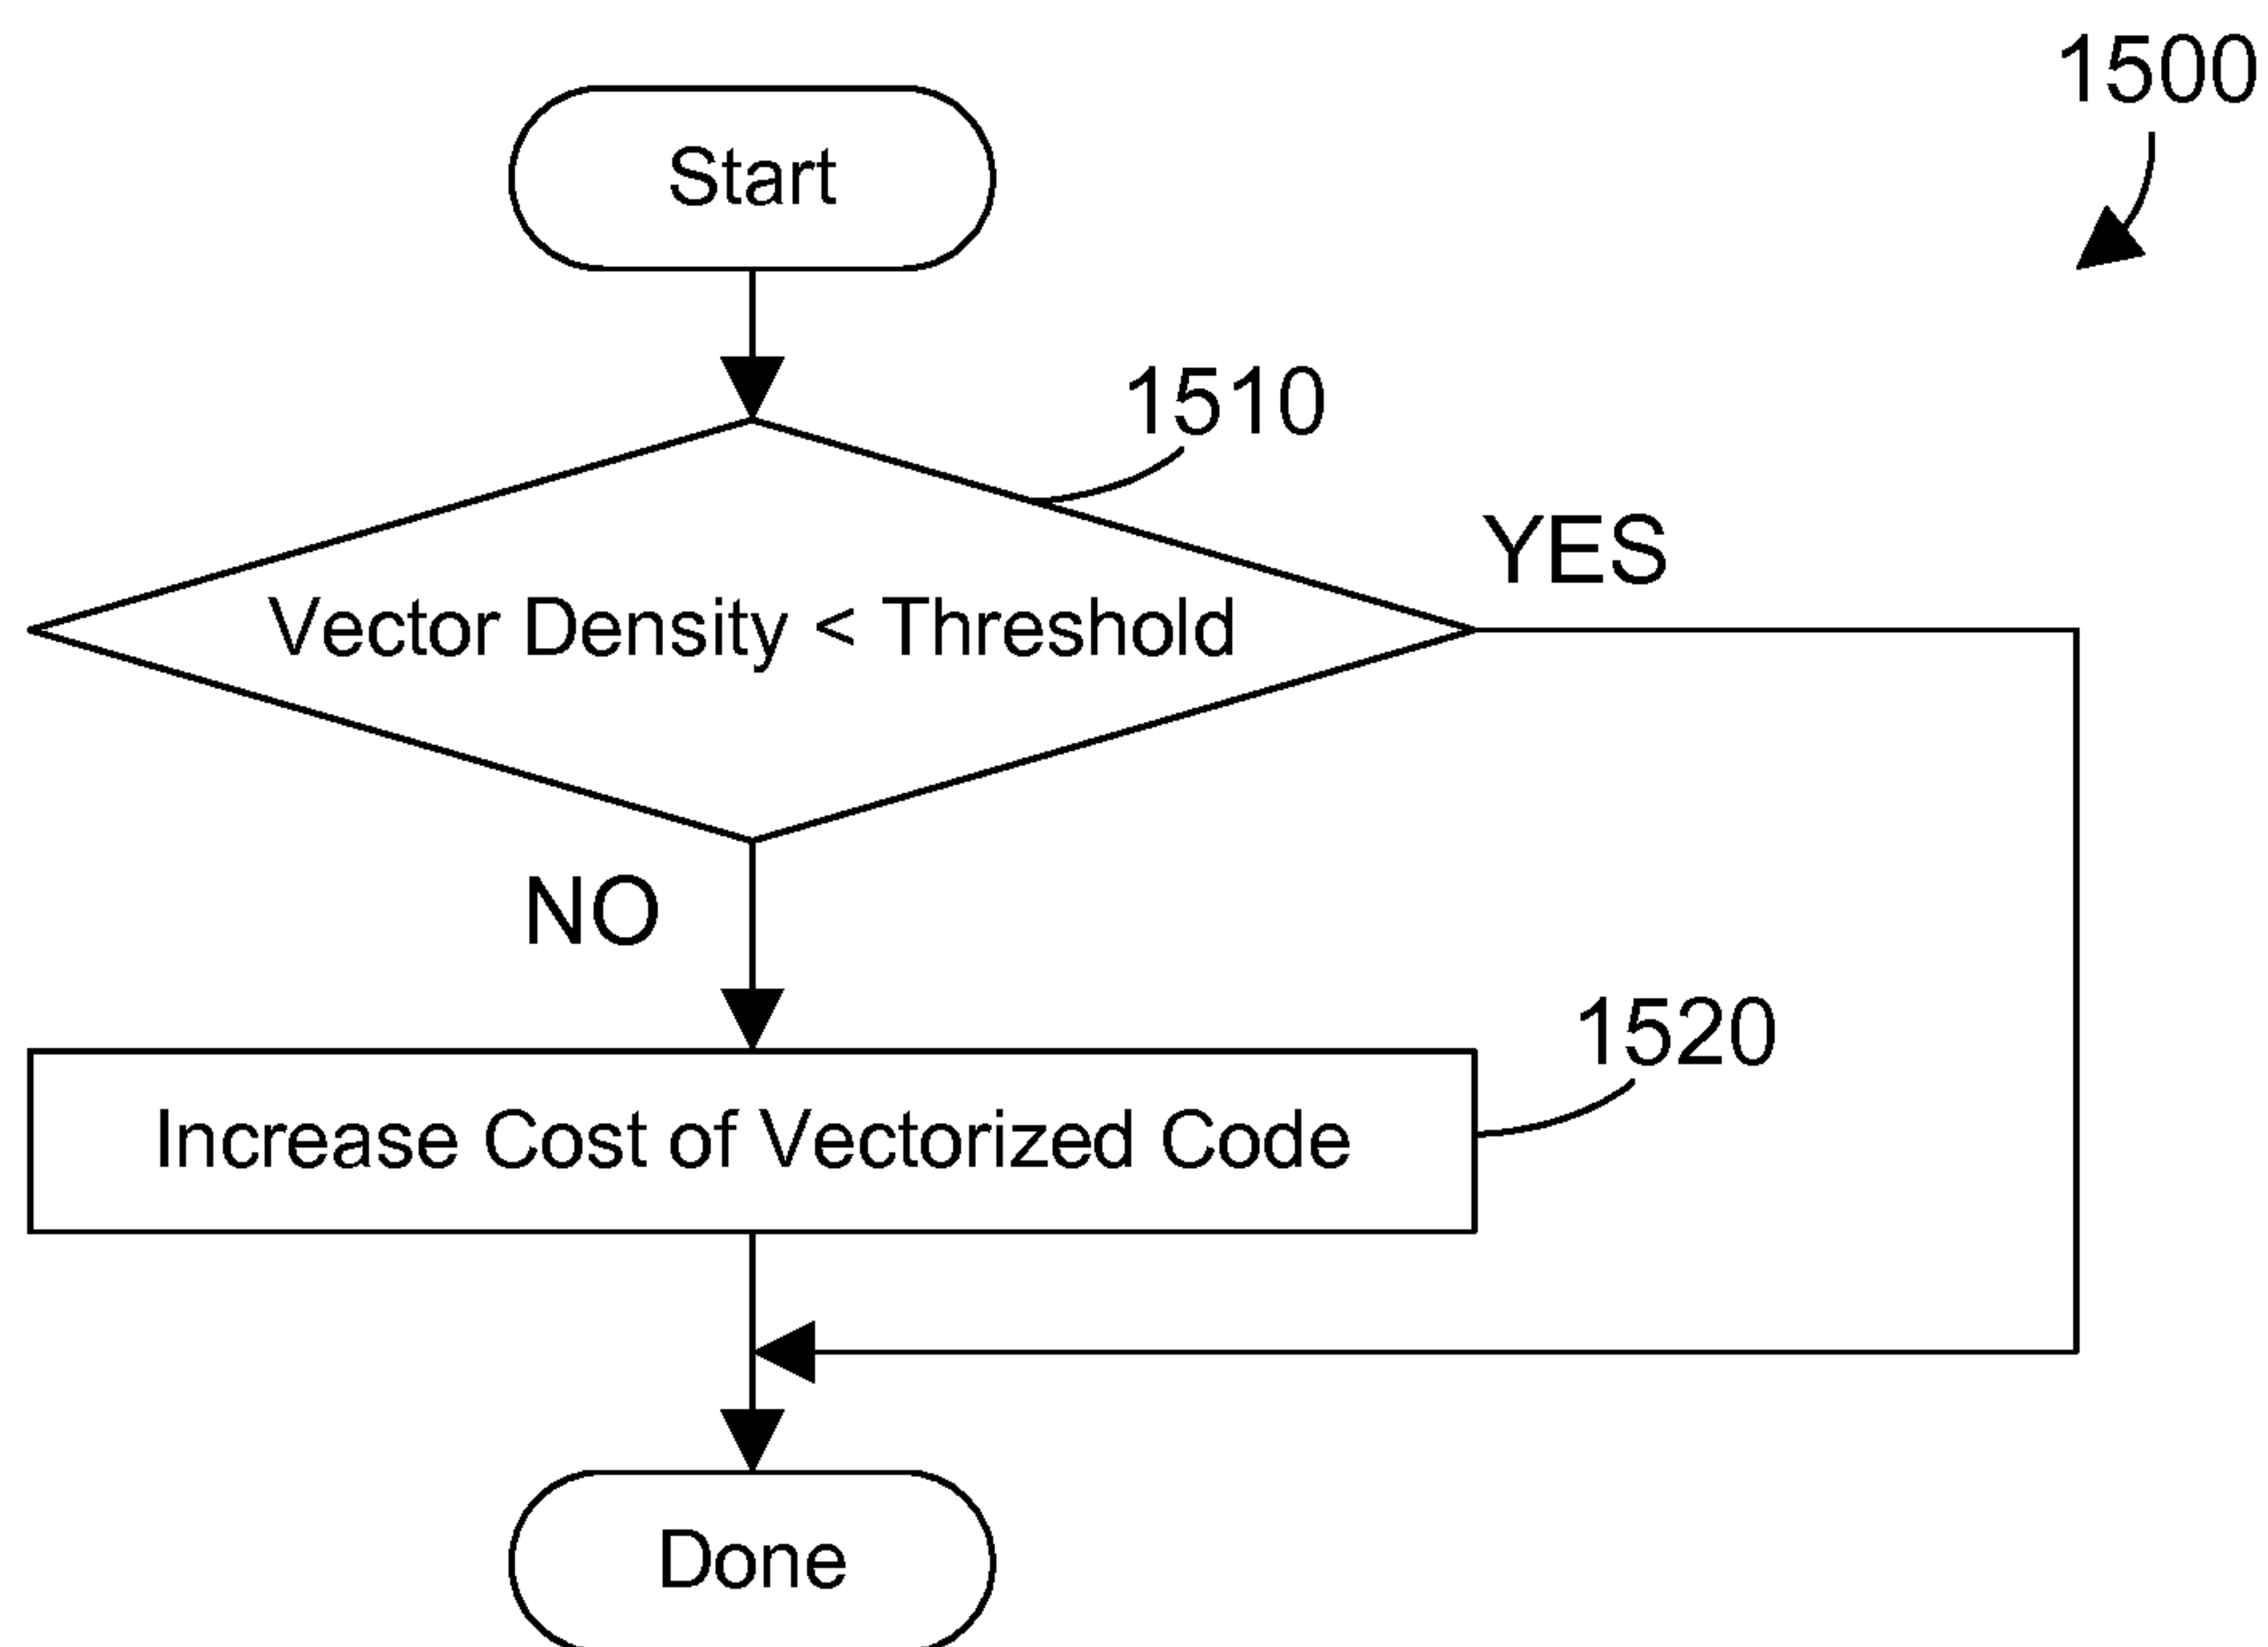 1500
Start
1510
YES
Vector Density < Threshold
NO
1520
Increase Cost of Vectorized Code
Done